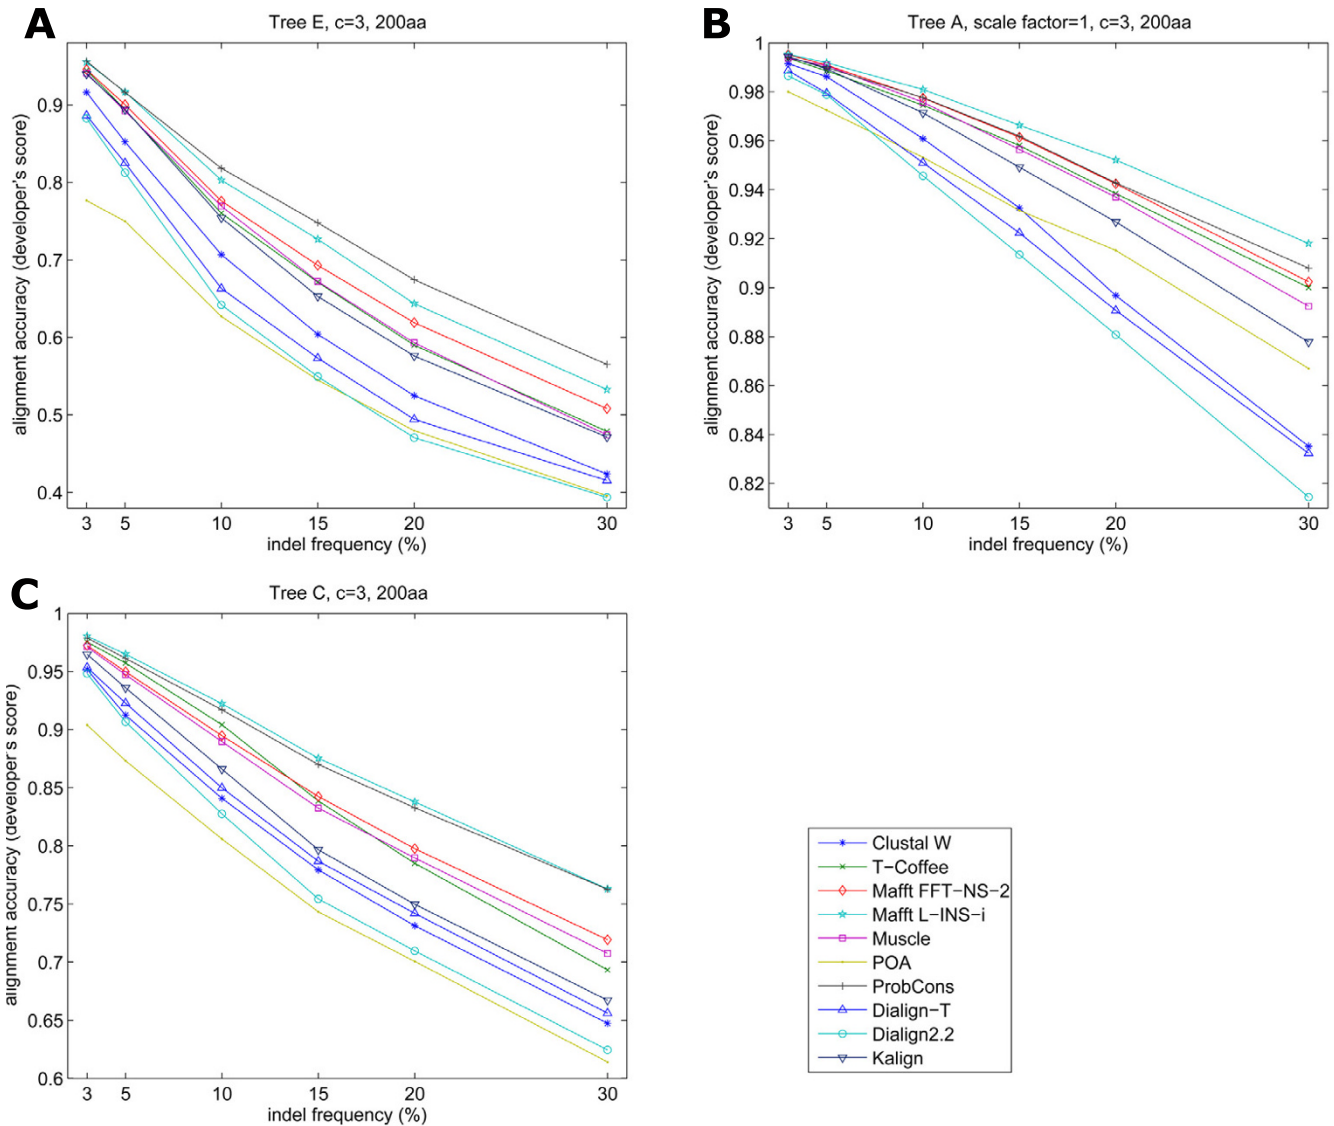 A
Tree E, c=3, 200aa
0.9
0.8
0.7
0.6
0.5
0.4
alignment accuracy (developer's score)
3 5 10 15 20 30
indel frequency (%)
B
Tree A, scale factor=1, c=3, 200aa
1
0.98
0.96
0.94
0.92
0.9
0.88
0.86
0.84
0.82
alignment accuracy (developer's score)
3 5 10 15 20 30
indel frequency (%)
C
Tree C, c=3, 200aa
1
0.95
0.9
0.85
0.8
0.75
0.7
0.65
0.6
alignment accuracy (developer's score)
3 5 10 15 20 30
indel frequency (%)
Clustal W
T-Coffee
Mafft FFT-NS-2
Mafft L-INS-i
Muscle
POA
ProbCons
Dialign-T
Dialign2.2
Kalign